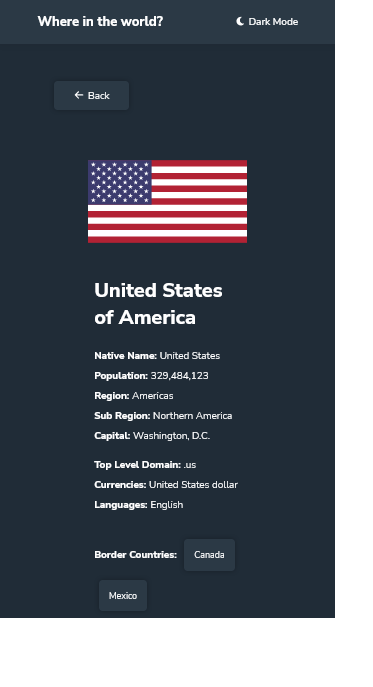 Where in the world?
Dark Mode
Back
United States
of America
Native Name: United States
Population: 329,484,123
Region: Americas
Sub Region: Northern America
Capital: Washington, D.C.
Top Level Domain: .us
Currencies: United States dollar
Languages: English
Border Countries: Canada
Mexico